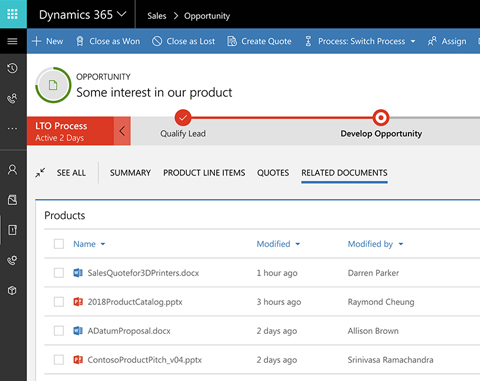 Dynamics 365 Sales > Opportunity
+ New Close as Won Close as Lost Create Quote Process: Switch Process Assign
OPPORTUNITY
Some interest in our product
LTO Process
Active 2 Days
Qualify Lead Develop Opportunity
SEE ALL SUMMARY PRODUCT LINE ITEMS QUOTES RELATED DOCUMENTS
Products
Name Modified Modified by
SalesQuotefor3DPrinters.docx 1 hour ago Darren Parker
2018ProductCatalog.pptx 3 hours ago Raymond Cheung
ADatumProposal.docx 2 days ago Allison Brown
ContosoProductPitch_v04.pptx 2 days ago Srinivasa Ramachandra